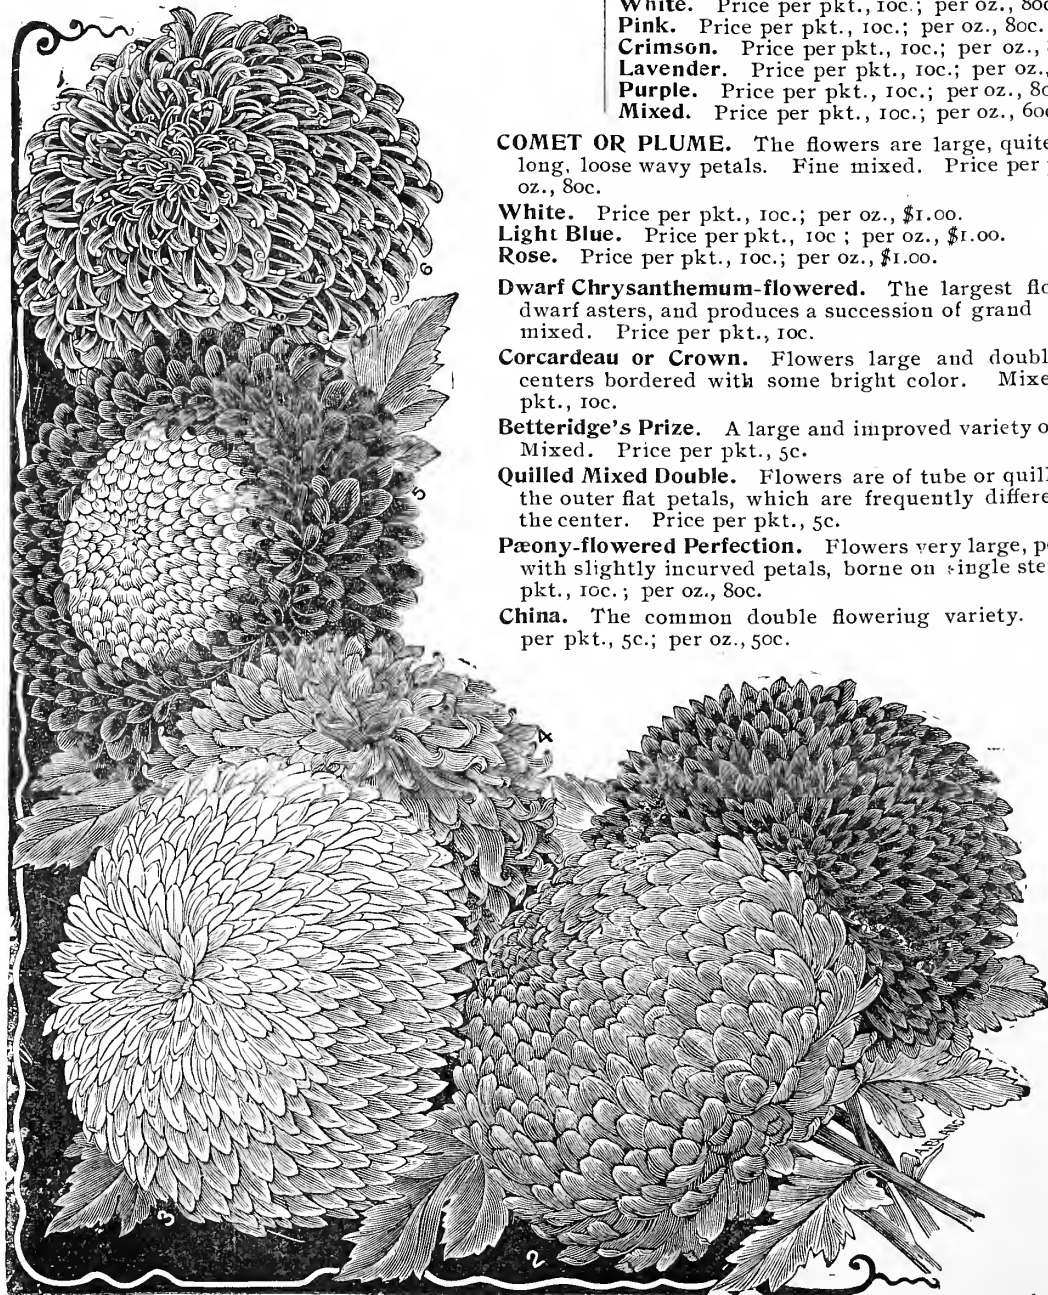 White. Price per pkt., 10c.; per oz., 80c
Pink. Price per pkt., 10c.; per oz., 80c.
Crimson. Price per pkt., 10c.; per oz.,
Lavender. Price per pkt., 10c.; per oz.,
Purple. Price per pkt., 10c.; per oz., 80
Mixed. Price per pkt., 10c.; per oz., 60c
COMET OR PLUME. The flowers are large, quite
long, loose wavy petals. Fine mixed. Price per
oz., 80c.
White. Price per pkt., 10c.; per oz., $1.00.
Light Blue. Price per pkt., 10c ; per oz., $1.00.
Rose. Price per pkt., 10c.; per oz., $1.00.
Dwarf Chrysanthemum-flowered. The largest flo
dwarf asters, and produces a succession of grand
mixed. Price per pkt., 10c.
Corcardeau or Crown. Flowers large and doubl
centers bordered with some bright color. Mixe
pkt., 10c.
Betteridge's Prize. A large and improved variety o
Mixed. Price per pkt., 5c.
Quilled Mixed Double. Flowers are of tube or quill
the outer flat petals, which are frequently differe
the center. Price per pkt., 5c.
Pæony-flowered Perfection. Flowers very large, p
with slightly incurved petals, borne on single ste
pkt., 10c.; per oz., 80c.
China. The common double floweriug variety.
per pkt., 5c.; per oz., 50c.
6
5
4
3
2